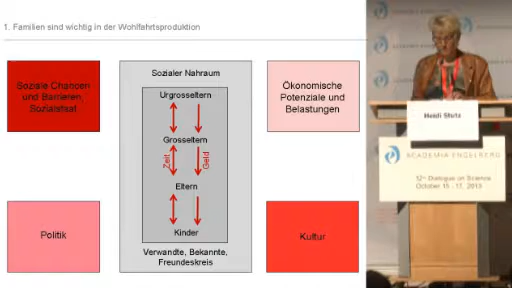 1. Familien sind wichtig in der Wohlfahrtsproduktion
Soziale Chancen
und Barrieren,
Sozialstaat
Sozialer Nahraum
Urgrosseltern
Grosseltern
Zeit
Geld
Eltern
Kinder
Verwandte, Bekannte,
Freundeskreis
Ökonomische
Potenziale und
Belastungen
Politik
Kultur
Heidi Stutz
ACADEMIA ENGELBERG
12th Dialogue on Science
October 15 - 17, 2013